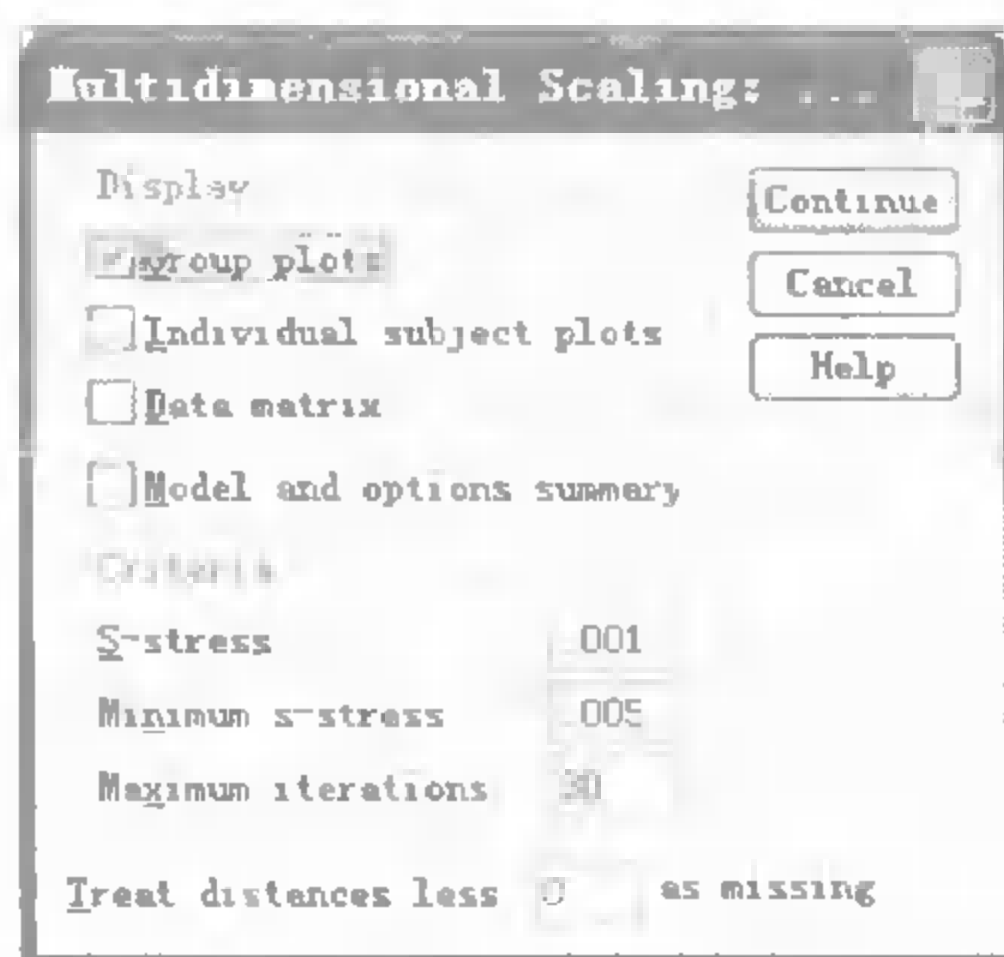 Multidimensional Scaling: ...
Display
Continue
Group plots
Cancel
Individual subject plots
Help
Data matrix
Model and options summary
Criteria
S-stress .001
Minimum s-stress .005
Maximum iterations 30
Treat distances less 0 as missing